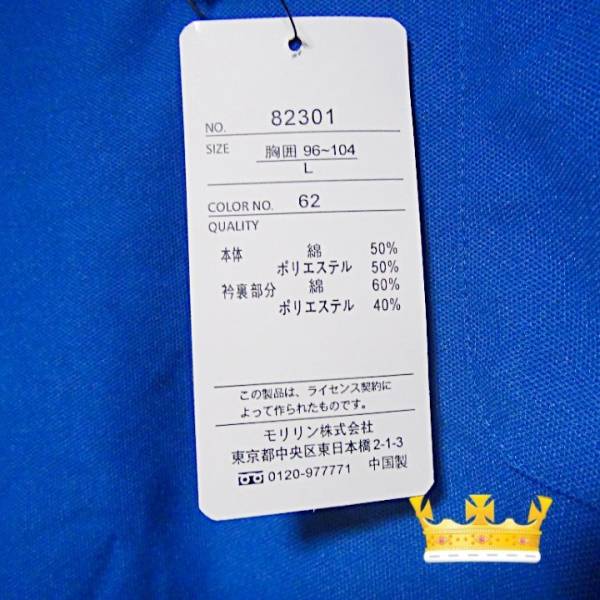 NO. 82301
SIZE 胸囲 96~104
L
COLOR NO. 62
QUALITY
本体 綿 50%
ポリエステル 50%
衿裏部分 綿 60%
ポリエステル 40%
この製品は、ライセンス契約に
よって作られたものです。
モリリン株式会社
東京都中央区東日本橋2-1-3
0120-977771 中国製